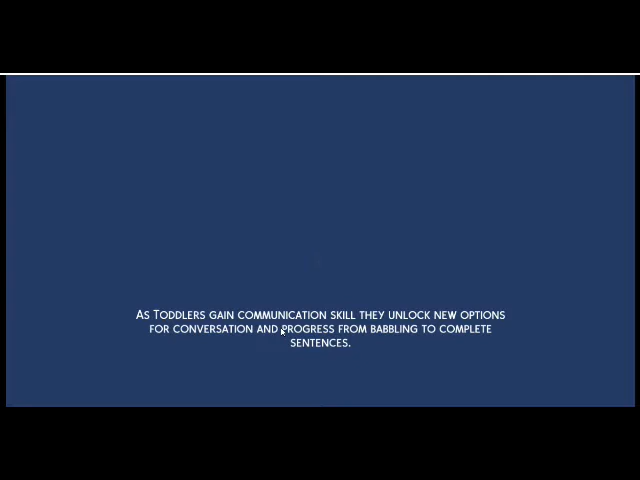 As Toddlers gain communication skill they unlock new options
for conversation and progress from babbling to complete
sentences.